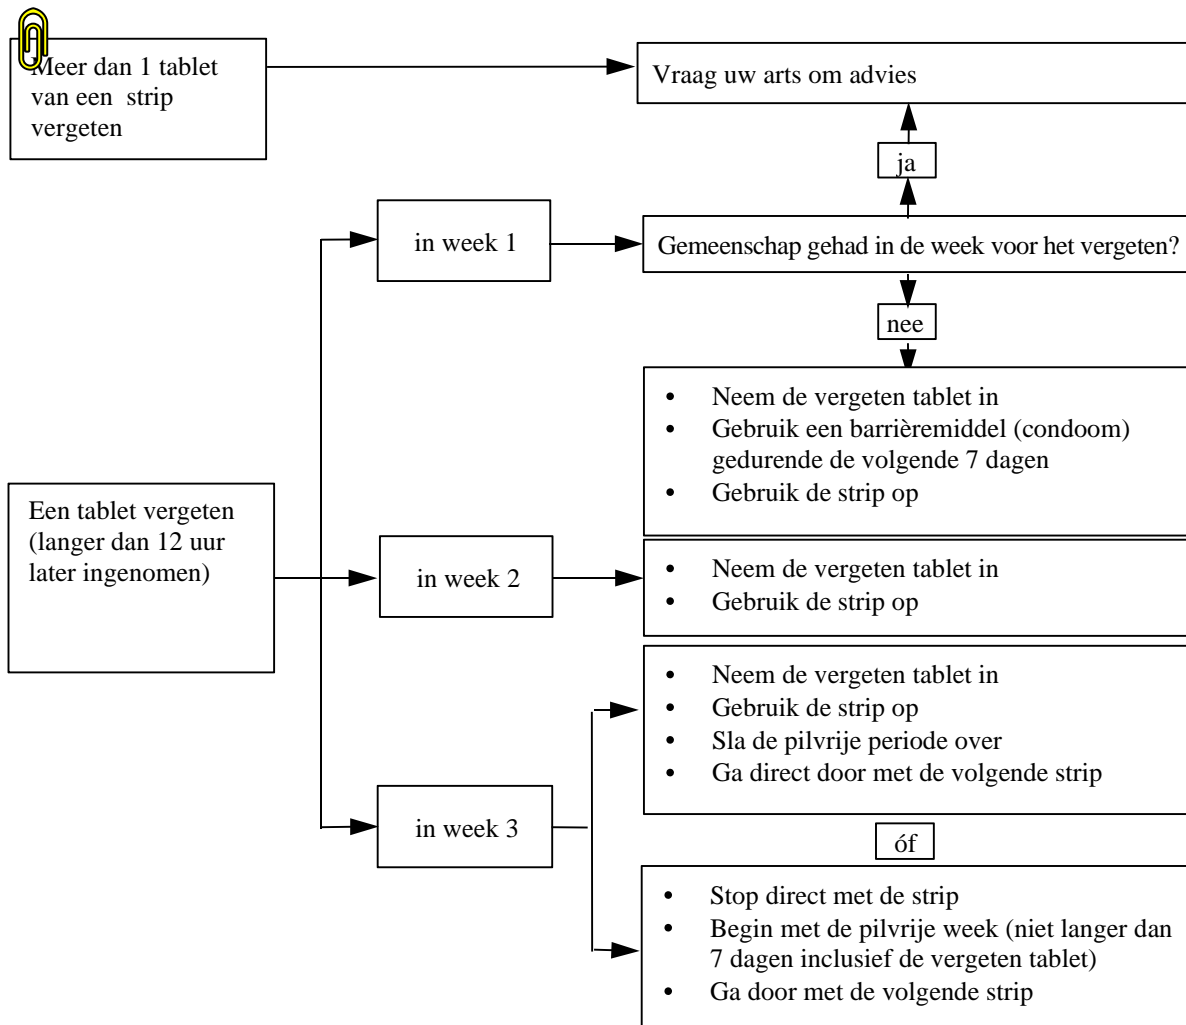 Meer dan 1 tablet
van een strip
vergeten
Vraag uw arts om advies
ja
in week 1
Gemeenschap gehad in de week voor het vergeten?
nee
• Neem de vergeten tablet in
• Gebruik een barrièremiddel (condoom)
gedurende de volgende 7 dagen
• Gebruik de strip op
Een tablet vergeten
(langer dan 12 uur
later ingenomen)
in week 2
• Neem de vergeten tablet in
• Gebruik de strip op
in week 3
• Neem de vergeten tablet in
• Gebruik de strip op
• Sla de pilvrije periode over
• Ga direct door met de volgende strip
óf
• Stop direct met de strip
• Begin met de pilvrije week (niet langer dan
7 dagen inclusief de vergeten tablet)
• Ga door met de volgende strip